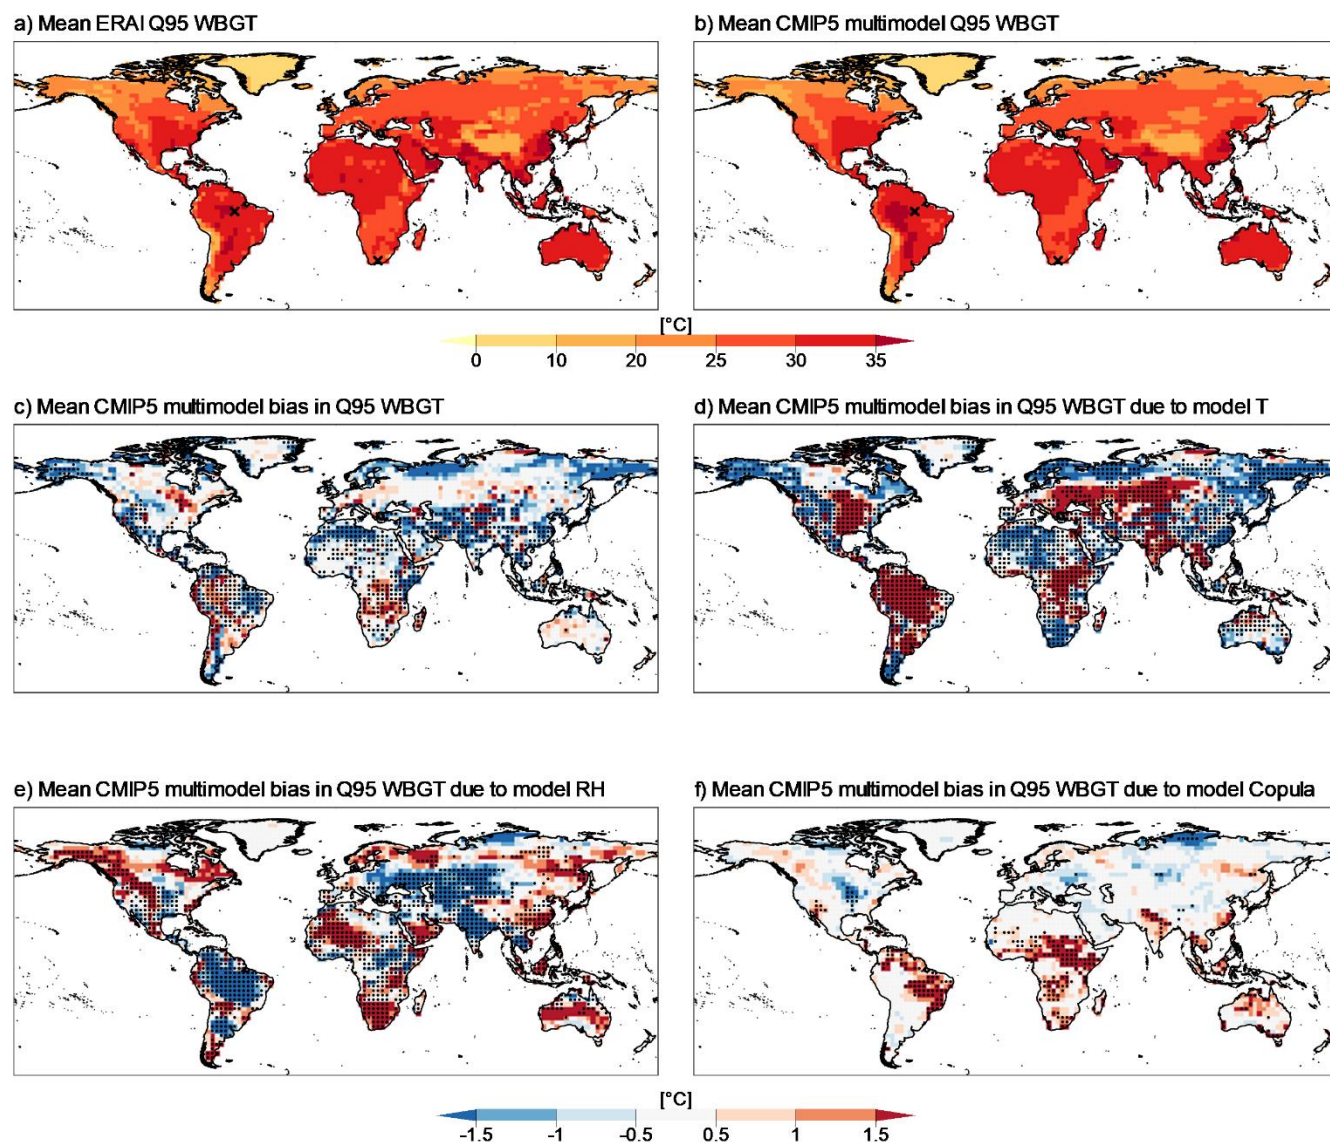 a) Mean ERAI Q95 WBGT
b) Mean CMIP5 multimodel Q95 WBGT
[°C]
0 10 20 25 30 35
c) Mean CMIP5 multimodel bias in Q95 WBGT
d) Mean CMIP5 multimodel bias in Q95 WBGT due to model T
e) Mean CMIP5 multimodel bias in Q95 WBGT due to model RH
f) Mean CMIP5 multimodel bias in Q95 WBGT due to model Copula
[°C]
-1.5 -1 -0.5 0.5 1 1.5